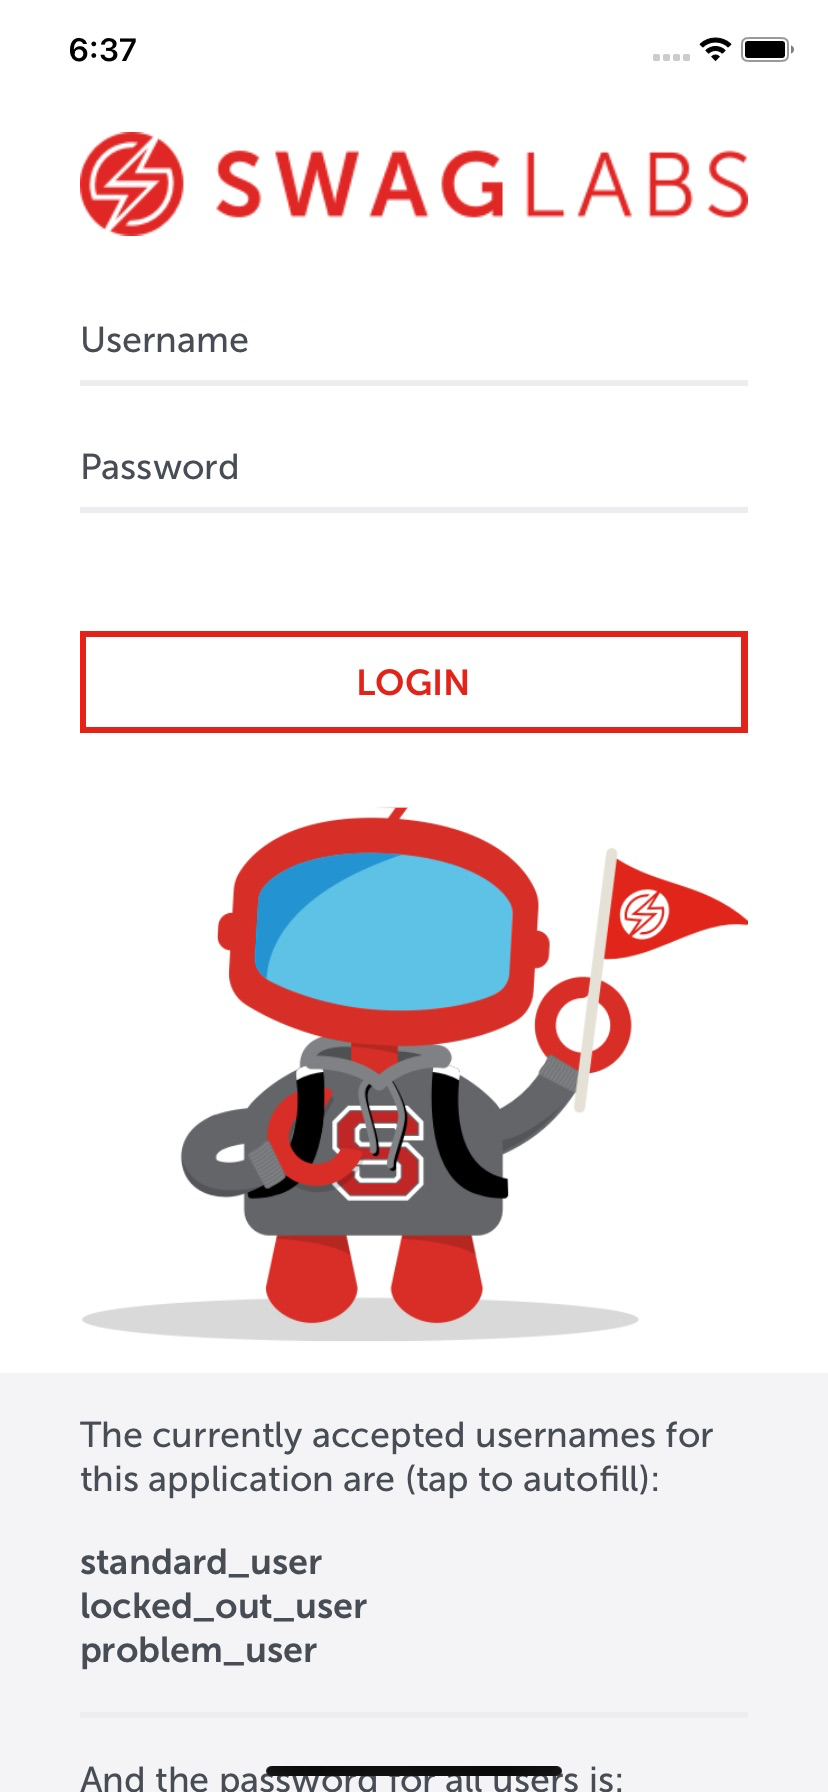 6:37
SWAGLABS
Username
Password
LOGIN
S
The currently accepted usernames for
this application are (tap to autofill):
standard_user
locked_out_user
problem_user
And the password for all users is: